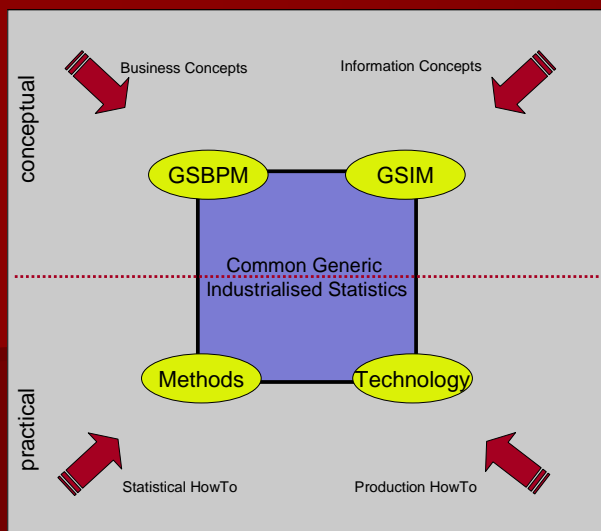 conceptual
Business Concepts
Information Concepts
GSBPM
GSIM
Common Generic
Industrialised Statistics
Methods
Technology
practical
Statistical HowTo
Production HowTo